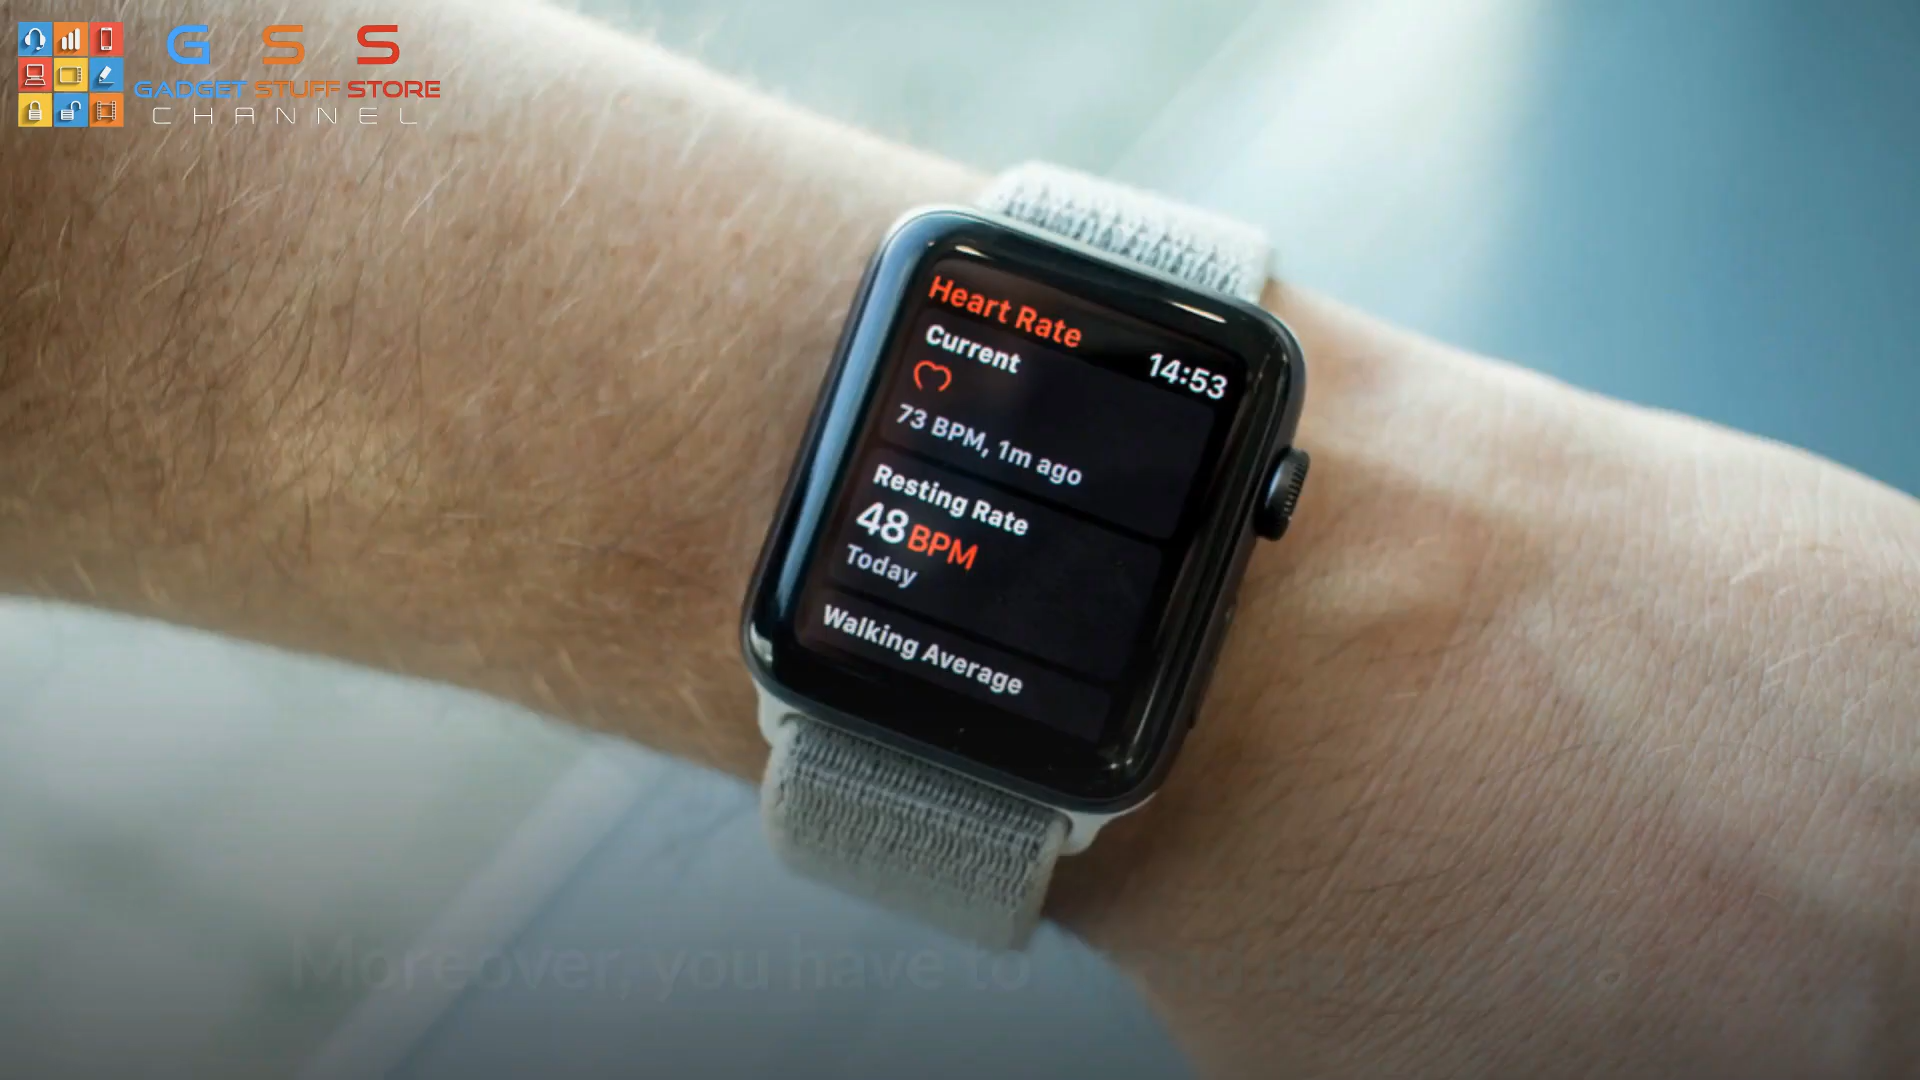 G S S
GADGET STUFF STORE
CHANNEL
Heart Rate
14:53
Current
73 BPM, 1m ago
Resting Rate
48 BPM
Today
Walking Average
Moreover, you have to